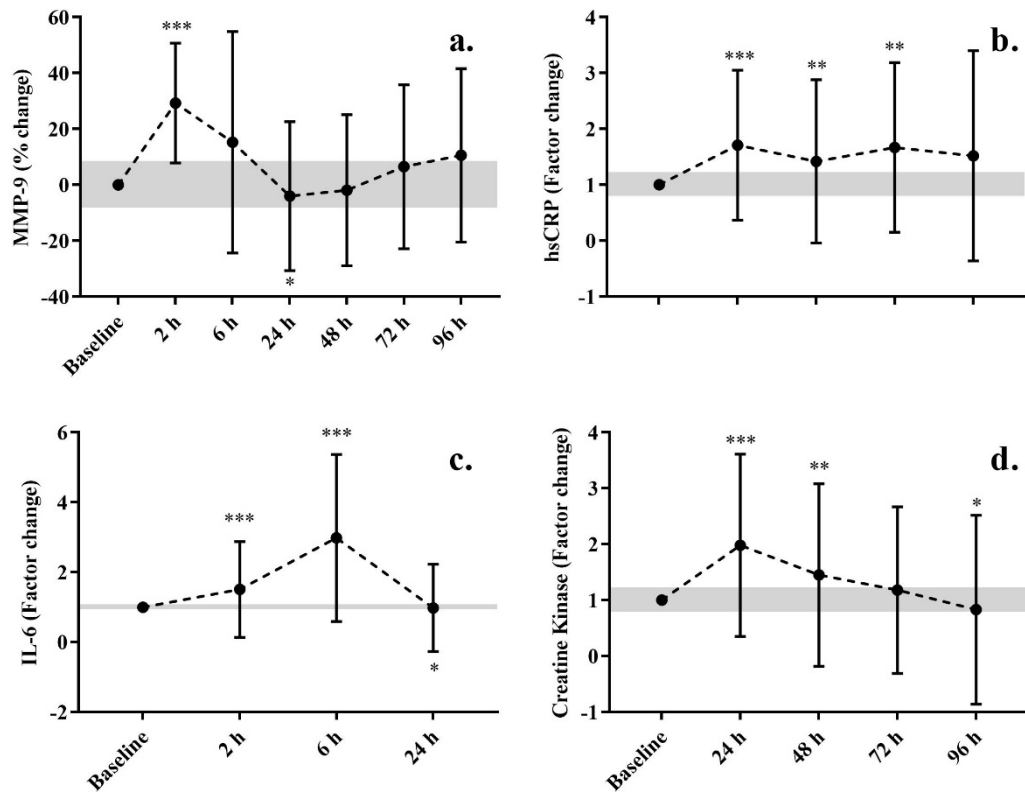 a.
MMP-9 (% change)
60
40
20
0
-20
-40
***
*
Baseline
2 h
6 h
24 h
48 h
72 h
96 h
b.
hsCRP (Factor change)
4
3
2
1
0
-1
***
**
**
c.
IL-6 (Factor change)
6
4
2
0
-2
***
***
*
Baseline
2 h
6 h
24 h
d.
Creatine Kinase (Factor change)
4
3
2
1
0
-1
***
**
*
Baseline
24 h
48 h
72 h
96 h